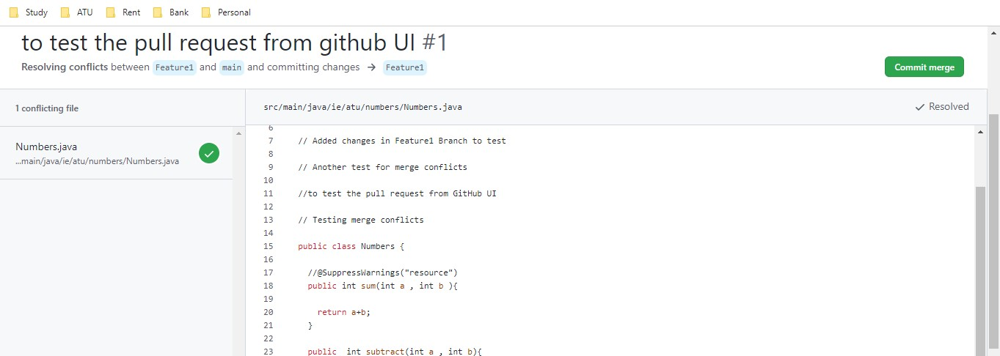 Study ATU Rent Bank Personal
to test the pull request from github UI #1
Resolving conflicts between Feature1 and main and committing changes → Feature1
Commit merge
1 conflicting file
src/main/java/ie/atu/numbers/Numbers.java
Resolved
Numbers.java
...main/java/ie/atu/numbers/Numbers.java
6
7 // Added changes in Feature1 Branch to test
8
9 // Another test for merge conflicts
10
11 //to test the pull request from GitHub UI
12
13 // Testing merge conflicts
14
15 public class Numbers {
16
17 //@SuppressWarnings("resource")
18 public int sum(int a , int b ){
19
20 return a+b;
21 }
22
23 public  int subtract(int a , int b){